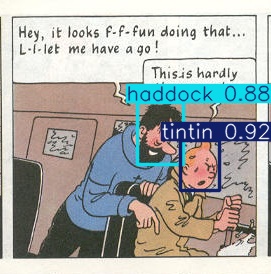 Hey, it looks f-f-fun doing that...
L-l-let me have a go!
This is hardly
haddock 0.88
tintin 0.92